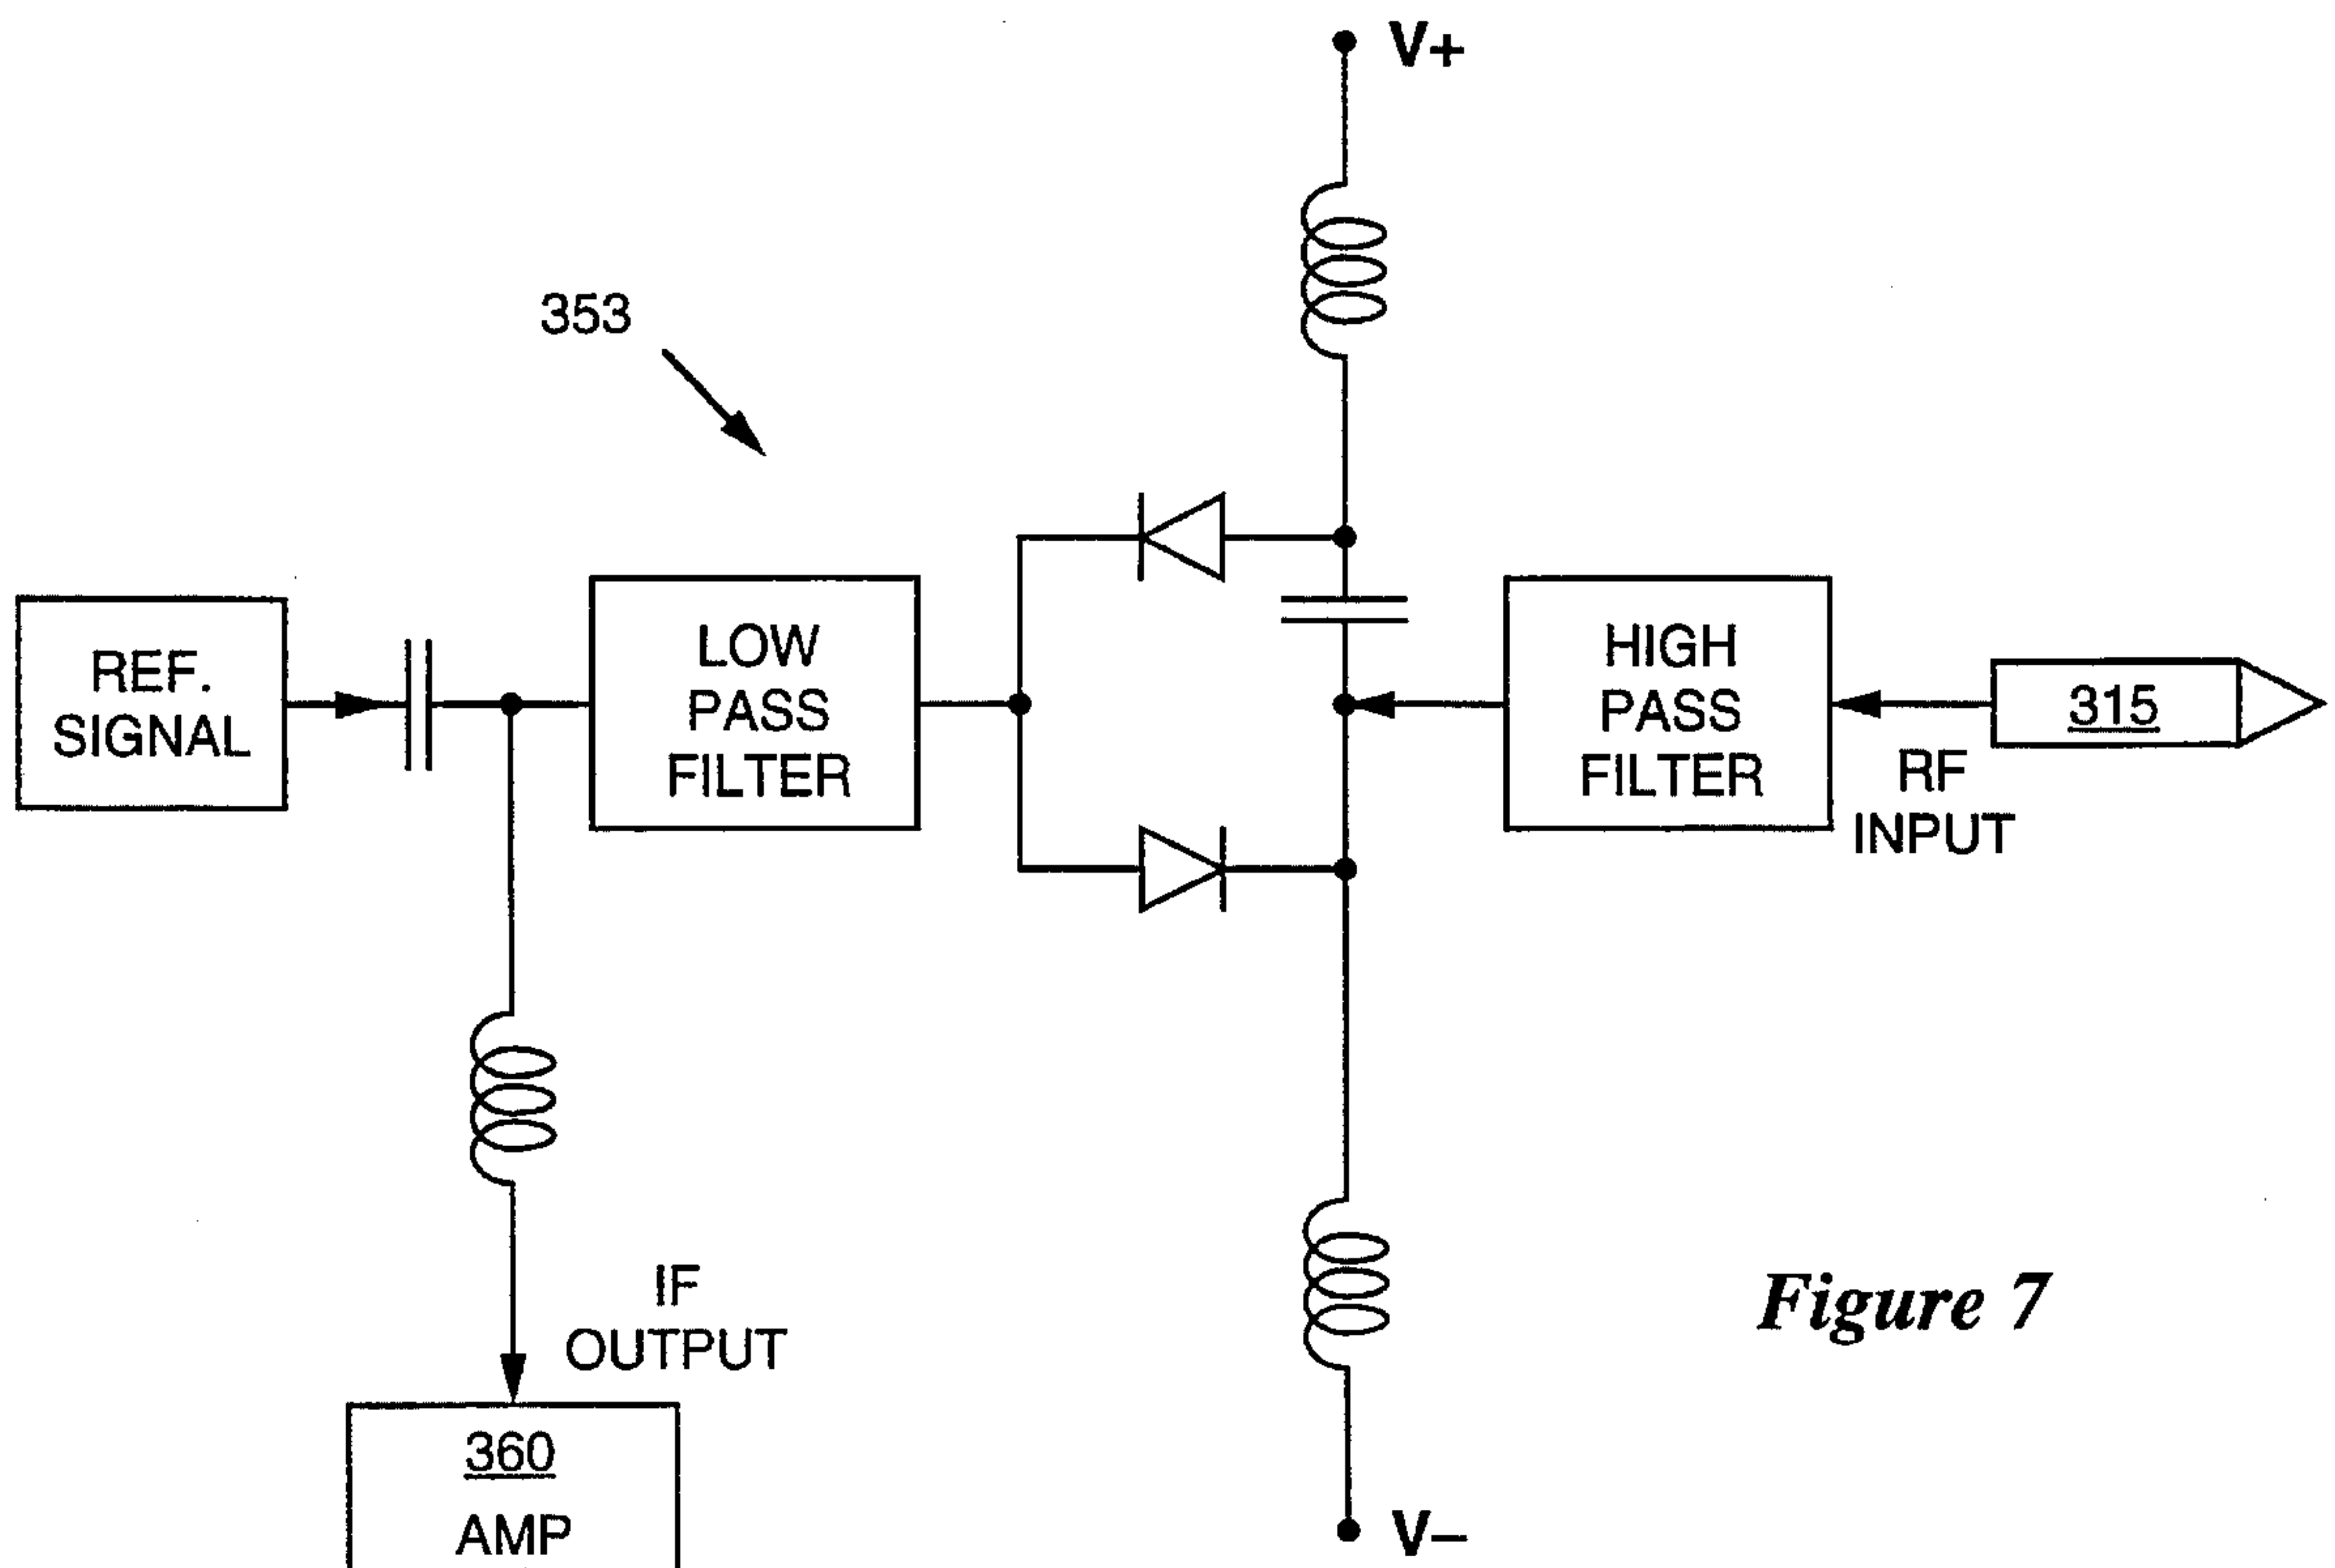 V+
353
REF.
SIGNAL
LOW
PASS
FILTER
HIGH
PASS
FILTER
315
RF
INPUT
IF
OUTPUT
360
AMP
Figure 7
V−